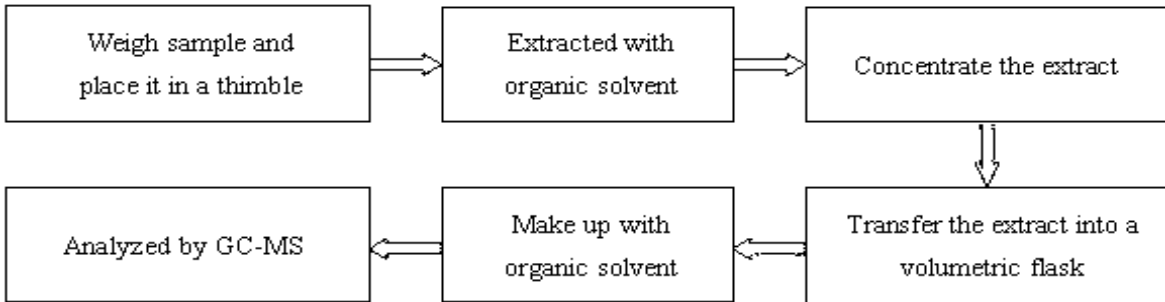 Weigh sample and
place it in a thimble
Extracted with
organic solvent
Concentrate the extract
Transfer the extract into a
volumetric flask
Make up with
organic solvent
Analyzed by GC-MS